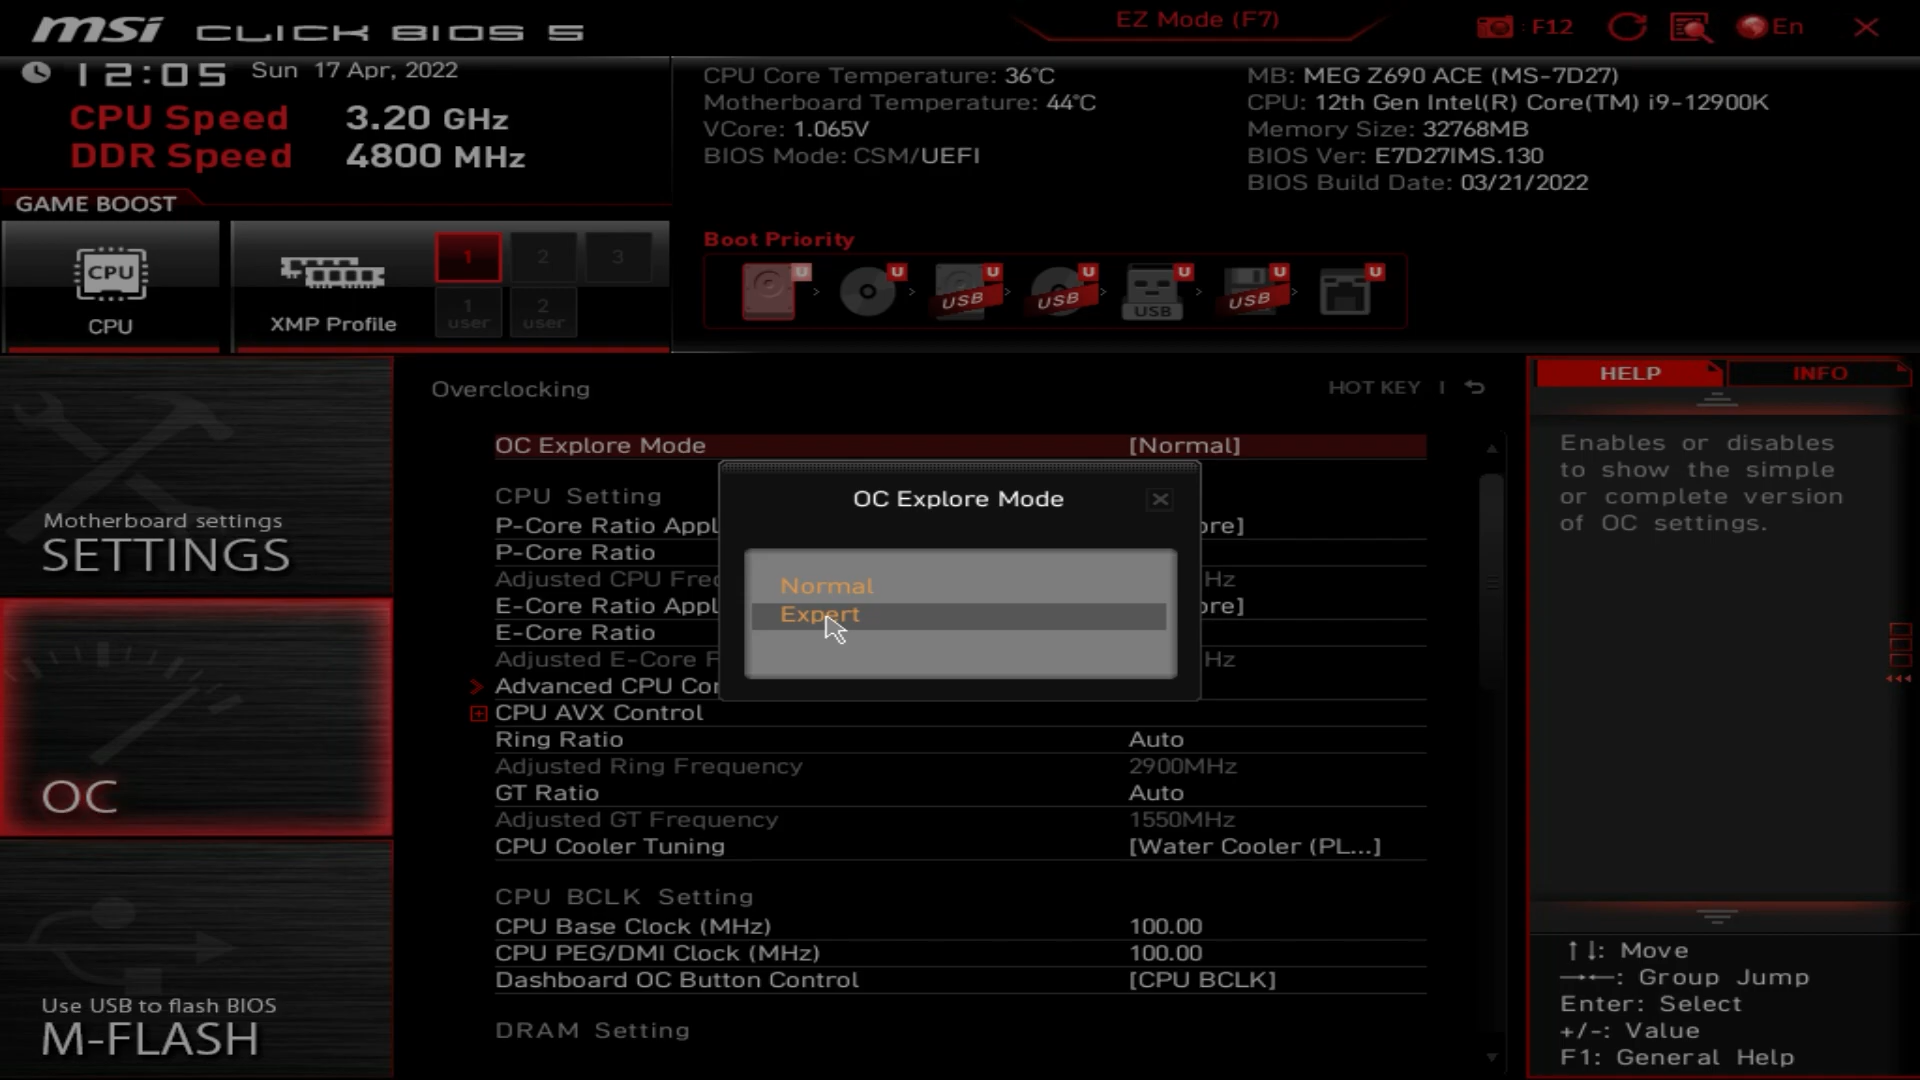 msi CLICK BIOS 5
EZ Mode (F7)
: F12
En
12:05 Sun 17 Apr, 2022
CPU Speed 3.20 GHz
DDR Speed 4800 MHz
CPU Core Temperature: 36°C
Motherboard Temperature: 44°C
VCore: 1.065V
BIOS Mode: CSM/UEFI
MB: MEG Z690 ACE (MS-7D27)
CPU: 12th Gen Intel(R) Core(TM) i9-12900K
Memory Size: 32768MB
BIOS Ver: E7D27IMS.130
BIOS Build Date: 03/21/2022
GAME BOOST
CPU
CPU
XMP Profile
1 2 3
1 user 2 user
Boot Priority
U U U U U U U
USB USB USB USB
Motherboard settings
SETTINGS
OC
Use USB to flash BIOS
M-FLASH
Overclocking
HOT KEY |
OC Explore Mode [Normal]
CPU Setting
P-Core Ratio Appl ore]
P-Core Ratio
Adjusted CPU Fre Hz
E-Core Ratio Appl ore]
E-Core Ratio
Adjusted E-Core F Hz
Advanced CPU Co
CPU AVX Control
Ring Ratio Auto
Adjusted Ring Frequency 2900MHz
GT Ratio Auto
Adjusted GT Frequency 1550MHz
CPU Cooler Tuning [Water Cooler (PL...]
CPU BCLK Setting
CPU Base Clock (MHz) 100.00
CPU PEG/DMI Clock (MHz) 100.00
Dashboard OC Button Control [CPU BCLK]
DRAM Setting
OC Explore Mode
Normal
Expert
HELP
INFO
Enables or disables
to show the simple
or complete version
of OC settings.
↑↓: Move
→←: Group Jump
Enter: Select
+/-: Value
F1: General Help